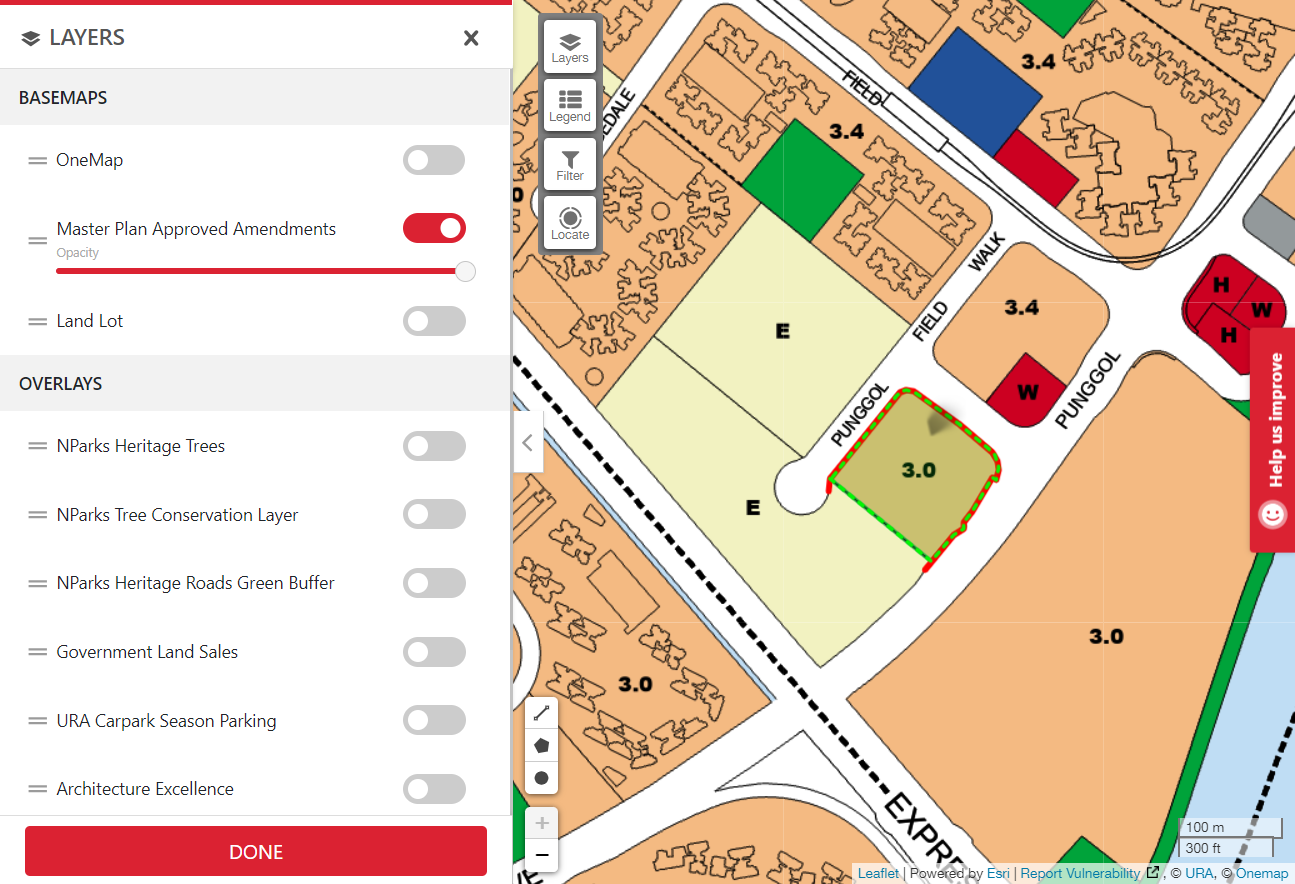 LAYERS
BASEMAPS
OneMap
Master Plan Approved Amendments
Opacity
Land Lot
OVERLAYS
NParks Heritage Trees
NParks Tree Conservation Layer
NParks Heritage Roads Green Buffer
Government Land Sales
URA Carpark Season Parking
Architecture Excellence
DONE
Layers
Legend
Filter
Locate
EDALE
FIELD
3.4
3.4
0
WALK
FIELD
3.4
H
W
H
E
W
PUNGGOL
PUNGGOL
3.0
E
3.0
3.0
EXPRES
Help us improve
+
−
100 m
300 ft
Leaflet | Powered by Esri | Report Vulnerability , © URA, © Onemap